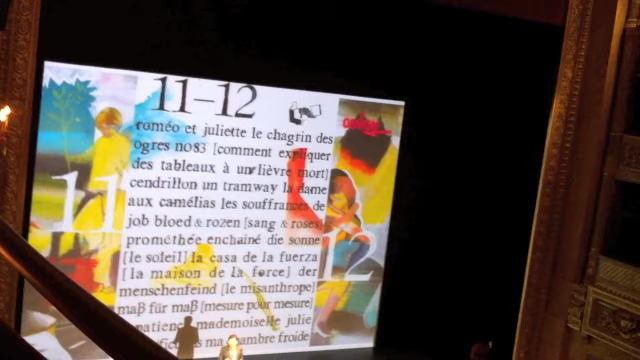 11-12
roméo et juliette le chagrin des
ogres no83 [comment expliquer
des tableaux à un lièvre mort]
cendrillon un tramway la dame
aux camélias les souffrances de
job bloed & rozen [sang & roses]
prométhée enchaîné die sonne
[le soleil] la casa de la fuerza
[la maison de la force] der
menschenfeind [le misanthrope]
maβ für maβ [mesure pour mesure]
mademoiselle julie
ma chambre froide
11
12